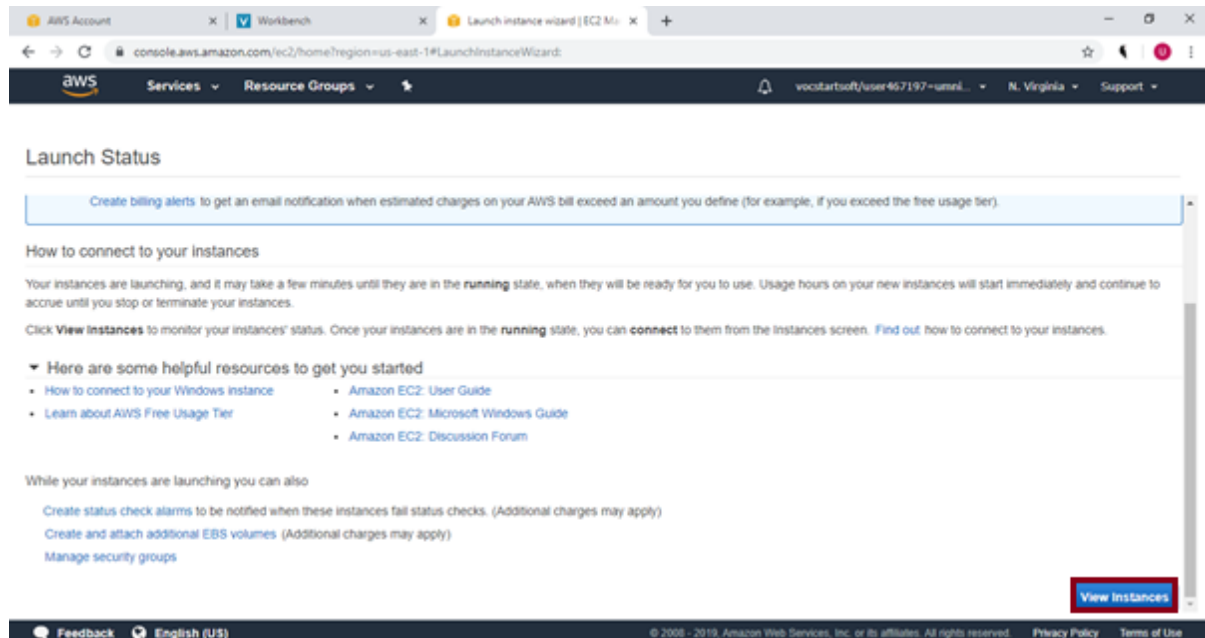 AWS Account
Workbench
Launch instance wizard | EC2 Ma
console.aws.amazon.com/ec2/home?region=us-east-1#LaunchInstanceWizard:
aws Services Resource Groups vocstartsoft/user467197=umni... N. Virginia Support
Launch Status
Create billing alerts to get an email notification when estimated charges on your AWS bill exceed an amount you define (for example, if you exceed the free usage tier).
How to connect to your instances
Your instances are launching, and it may take a few minutes until they are in the running state, when they will be ready for you to use. Usage hours on your new instances will start immediately and continue to
accrue until you stop or terminate your instances.
Click View Instances to monitor your instances' status. Once your instances are in the running state, you can connect to them from the Instances screen. Find out how to connect to your instances.
Here are some helpful resources to get you started
• How to connect to your Windows instance • Amazon EC2: User Guide
• Learn about AWS Free Usage Tier • Amazon EC2: Microsoft Windows Guide
• Amazon EC2: Discussion Forum
While your instances are launching you can also
Create status check alarms to be notified when these instances fail status checks. (Additional charges may apply)
Create and attach additional EBS volumes (Additional charges may apply)
Manage security groups
View Instances
Feedback English (US) © 2008 - 2019, Amazon Web Services, Inc. or its affiliates. All rights reserved. Privacy Policy Terms of Use